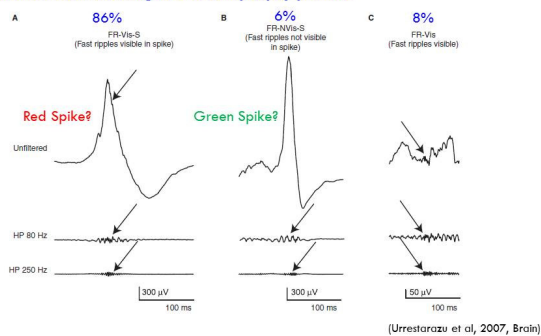 A
86%
FR-Vis-S
(Fast ripples visible in spike)
B
6%
FR-NVis-S
(Fast ripples not visible
in spike)
C
8%
FR-Vis
(Fast ripples visible)
Red Spike?
Green Spike?
Unfiltered
HP 80 Hz
HP 250 Hz
300 µV
100 ms
300 µV
100 ms
50 µV
100 ms
(Urrestarazu et al, 2007, Brain)